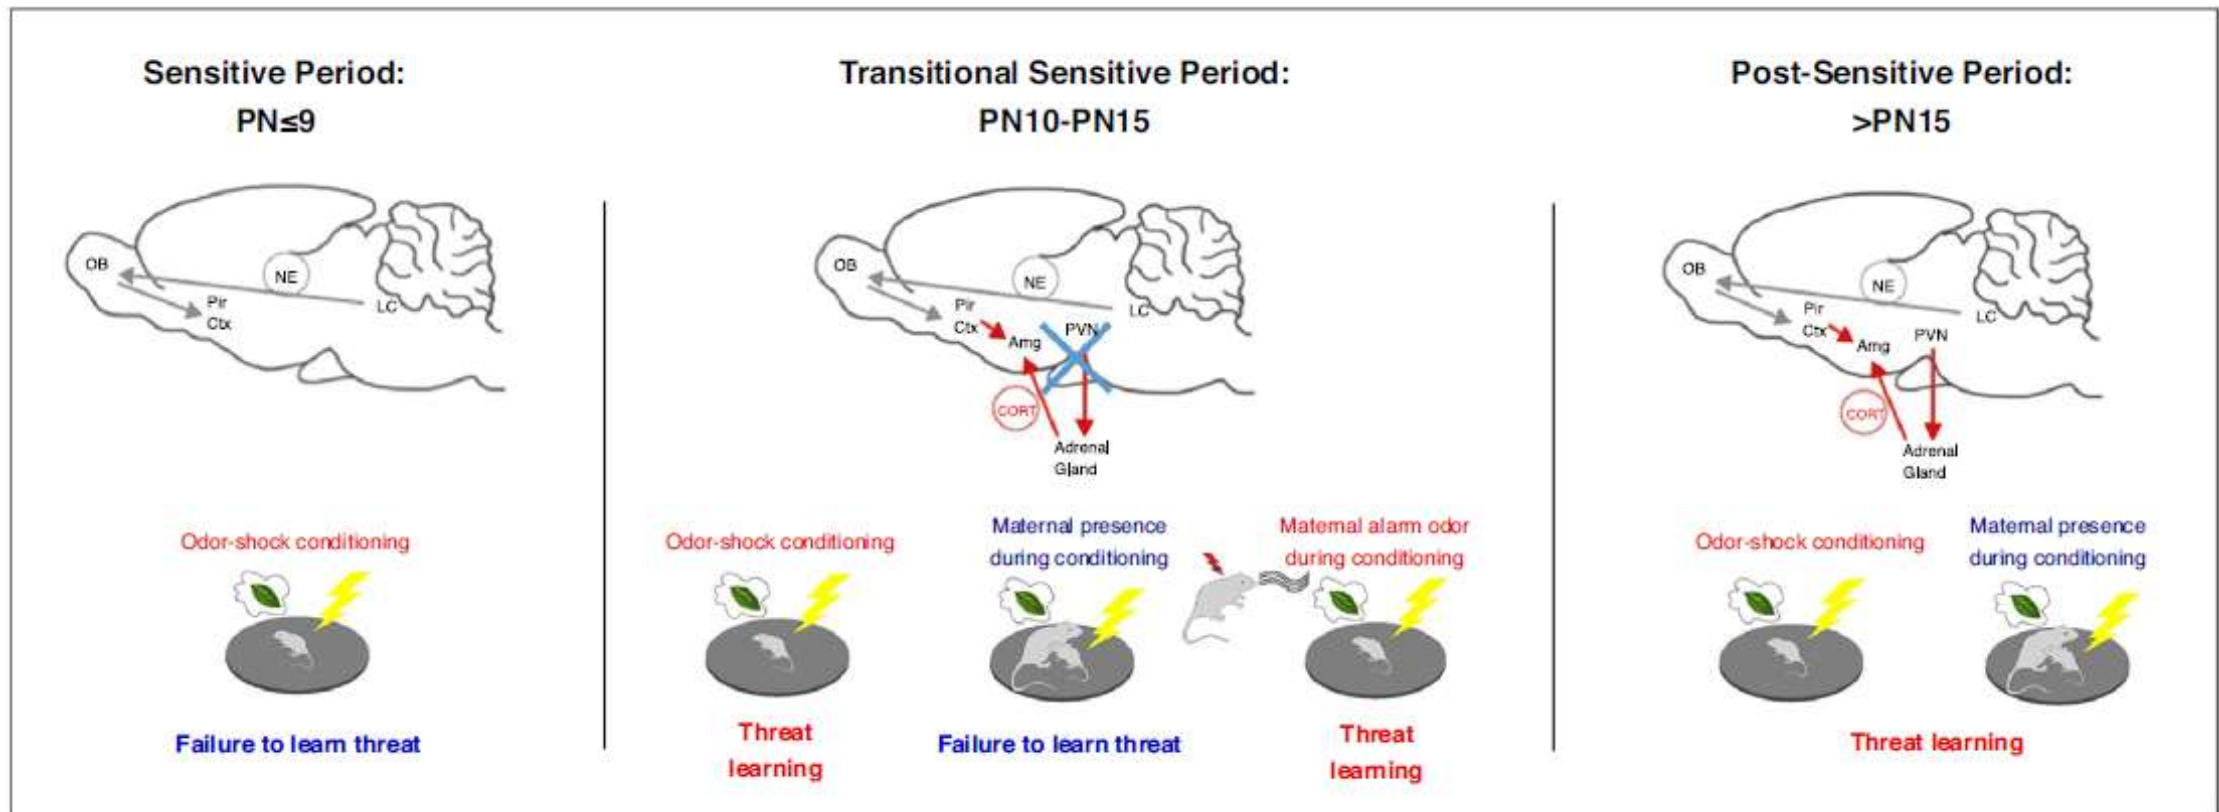 Sensitive Period:
PN≤9
OB
NE
Pir
Ctx
LC
Odor-shock conditioning
Failure to learn threat
Transitional Sensitive Period:
PN10-PN15
OB
NE
Pir
Ctx
LC
PVN
Amg
CORT
Adrenal
Gland
Odor-shock conditioning
Threat
learning
Maternal presence
during conditioning
Failure to learn threat
Maternal alarm odor
during conditioning
Threat
learning
Post-Sensitive Period:
>PN15
OB
NE
Pir
Ctx
LC
PVN
Amg
CORT
Adrenal
Gland
Odor-shock conditioning
Maternal presence
during conditioning
Threat learning